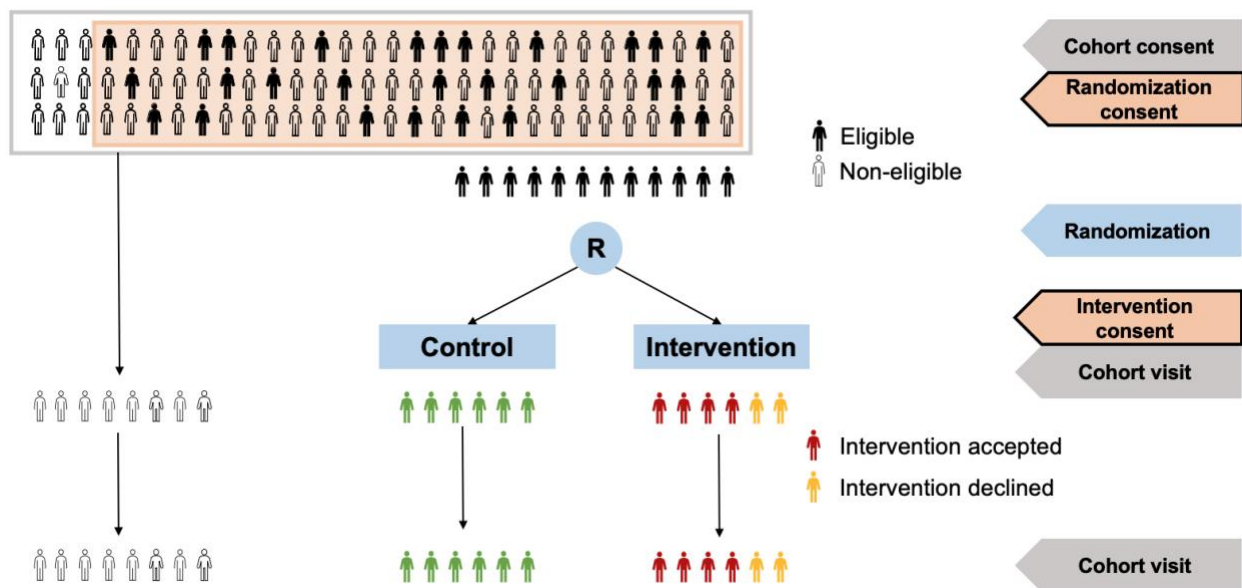 Cohort consent
Randomization
consent
Eligible
Non-eligible
Randomization
R
Intervention
consent
Control
Intervention
Cohort visit
Intervention accepted
Intervention declined
Cohort visit